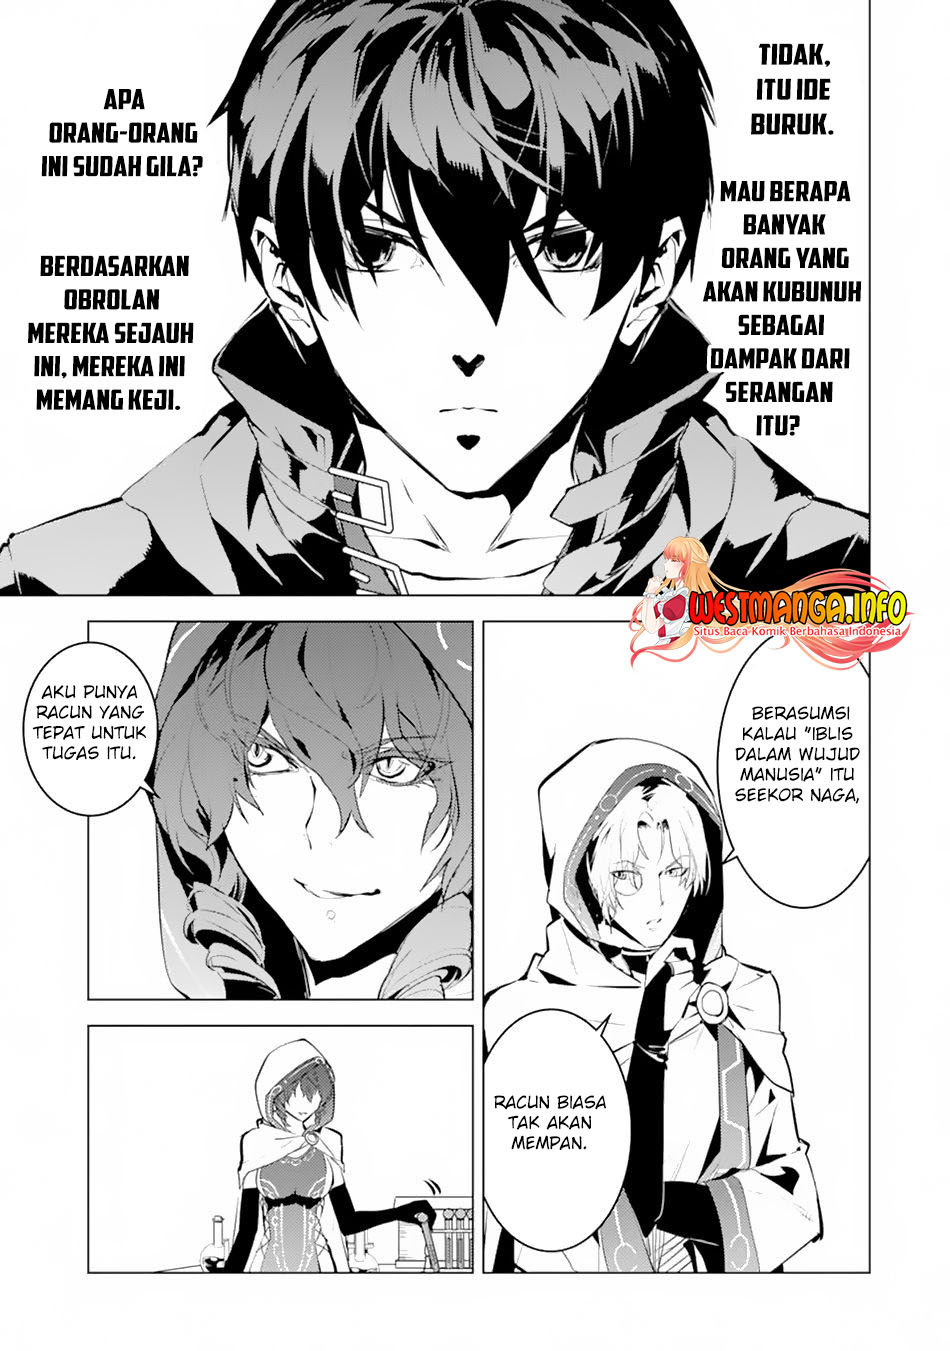 TIDAK,
ITU IDE
BURUK.
MAU BERAPA
BANYAK
ORANG YANG
AKAN KUBUNUH
SEBAGAI
DAMPAK DARI
SERANGAN
ITU?
APA
ORANG-ORANG
INI SUDAH GILA?
BERDASARKAN
OBROLAN
MEREKA SEJAUH
INI, MEREKA INI
MEMANG KEJI.
WESTMANGA.INFO
Situs Baca Komik Berbahasa Indonesia
BERASUMSI
KALAU "IBLIS
DALAM WUJUD
MANUSIA" ITU
SEEKOR NAGA,
RACUN BIASA
TAK AKAN
MEMPAN.
AKU PUNYA
RACUN YANG
TEPAT UNTUK
TUGAS ITU.